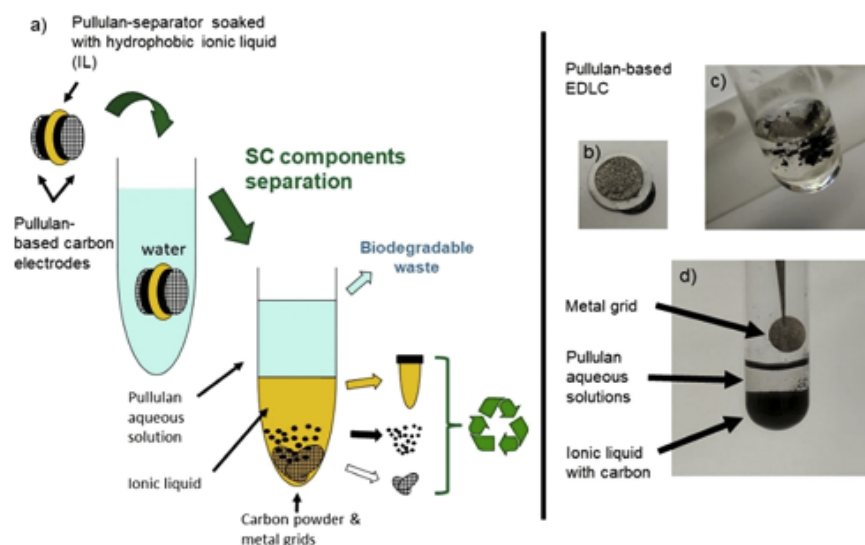 a)
Pullulan-separator soaked
with hydrophobic ionic liquid
(IL)
Pullulan-
based carbon
electrodes
water
SC components
separation
Biodegradable
waste
Pullulan
aqueous
solution
Ionic liquid
Carbon powder &
metal grids
Pullulan-based
EDLC
b)
c)
d)
Metal grid
Pullulan
aqueous
solutions
Ionic liquid
with carbon